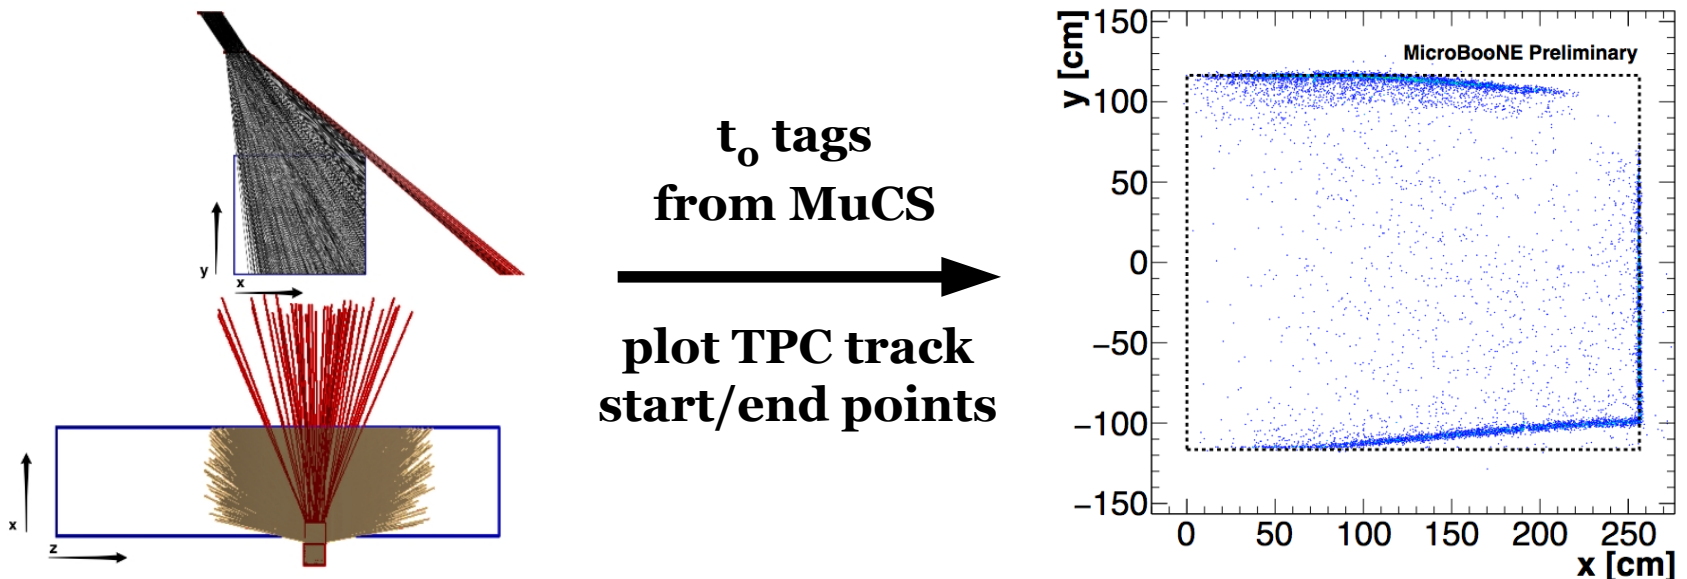 y
x
x
z
t₀ tags
from MuCS
plot TPC track
start/end points
MicroBooNE Preliminary
y [cm]
150
100
50
0
−50
−100
−150
0
50
100
150
200
250
x [cm]